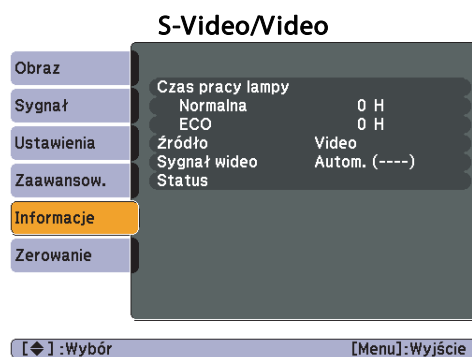 S-Video/Video
Obraz
Sygnał
Ustawienia
Zaawansow.
Informacje
Zerowanie
Czas pracy lampy
Normalna 0 H
ECO 0 H
Źródło Video
Sygnał wideo Autom. (----)
Status
[◆] :Wybór [Menu]:Wyjście